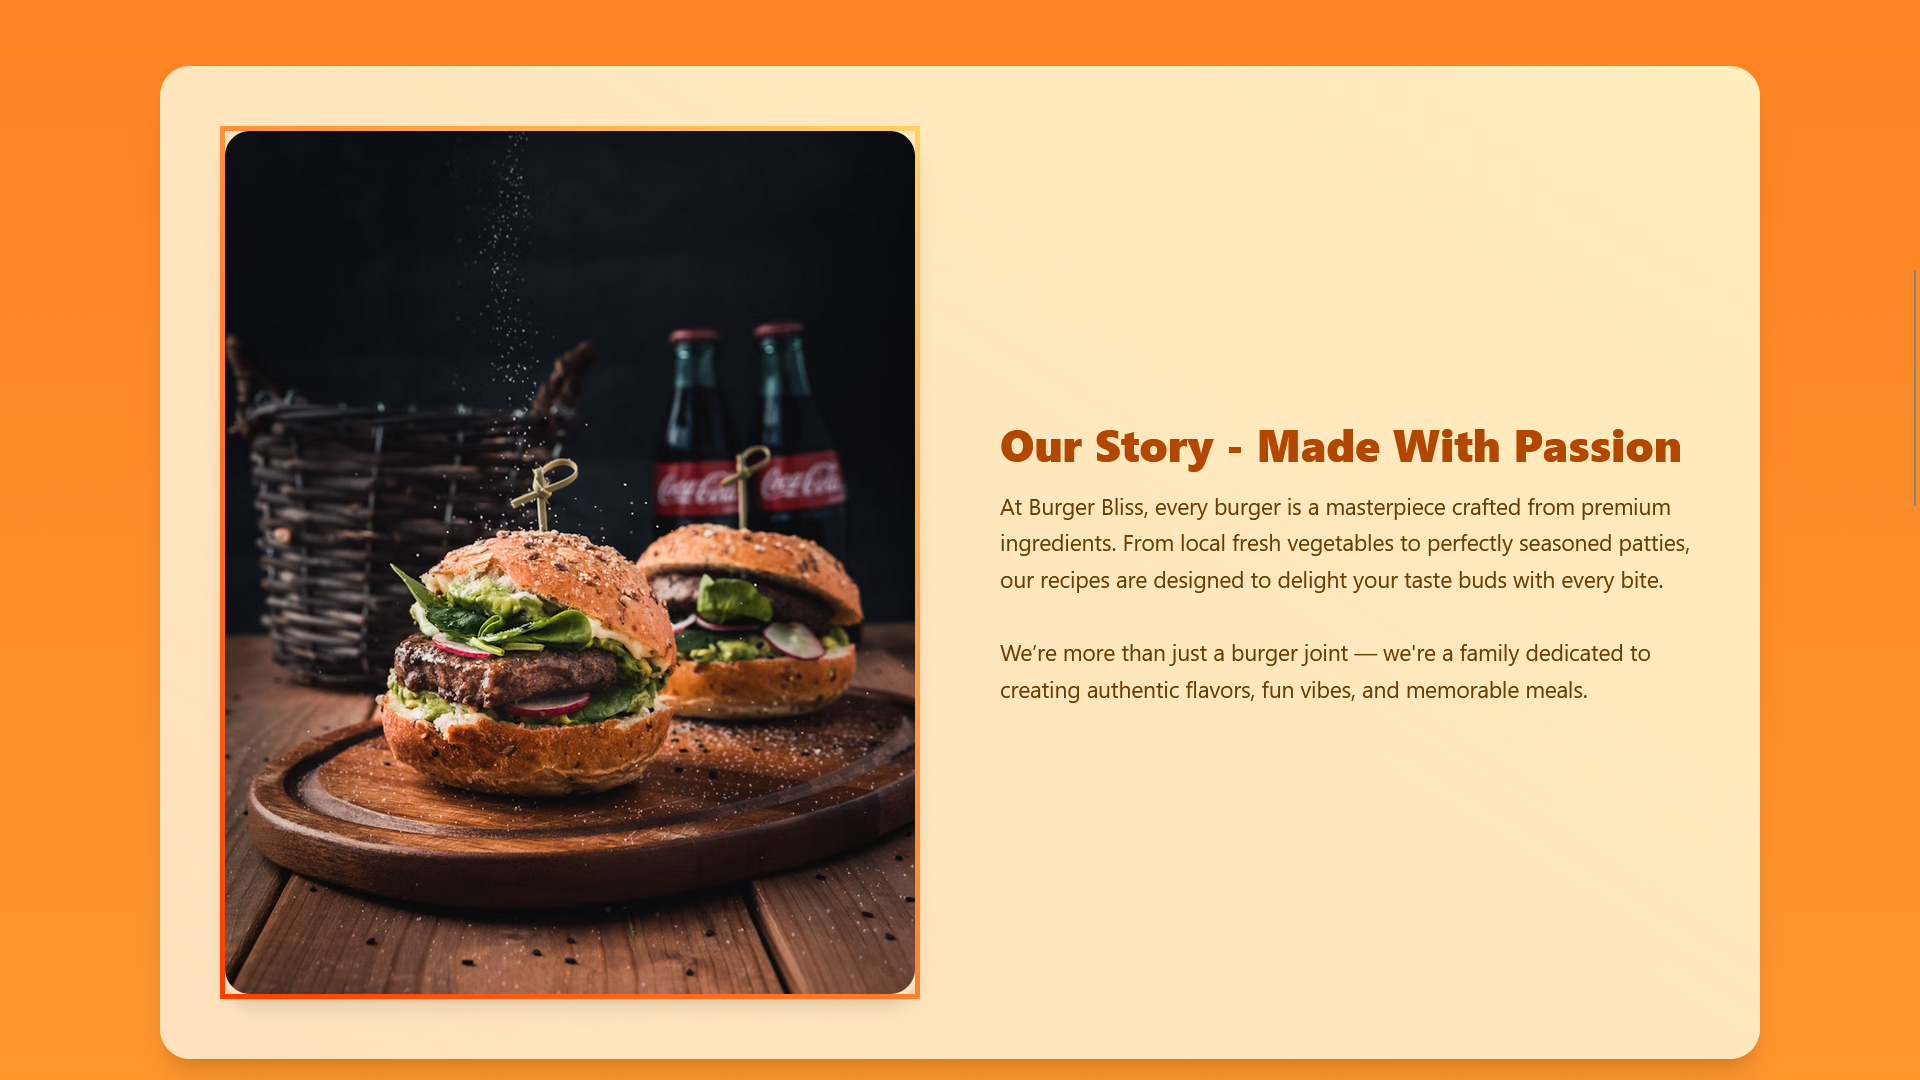 Our Story - Made With Passion
At Burger Bliss, every burger is a masterpiece crafted from premium
ingredients. From local fresh vegetables to perfectly seasoned patties,
our recipes are designed to delight your taste buds with every bite.
We’re more than just a burger joint — we're a family dedicated to
creating authentic flavors, fun vibes, and memorable meals.
Coca-Cola
Coca-Cola